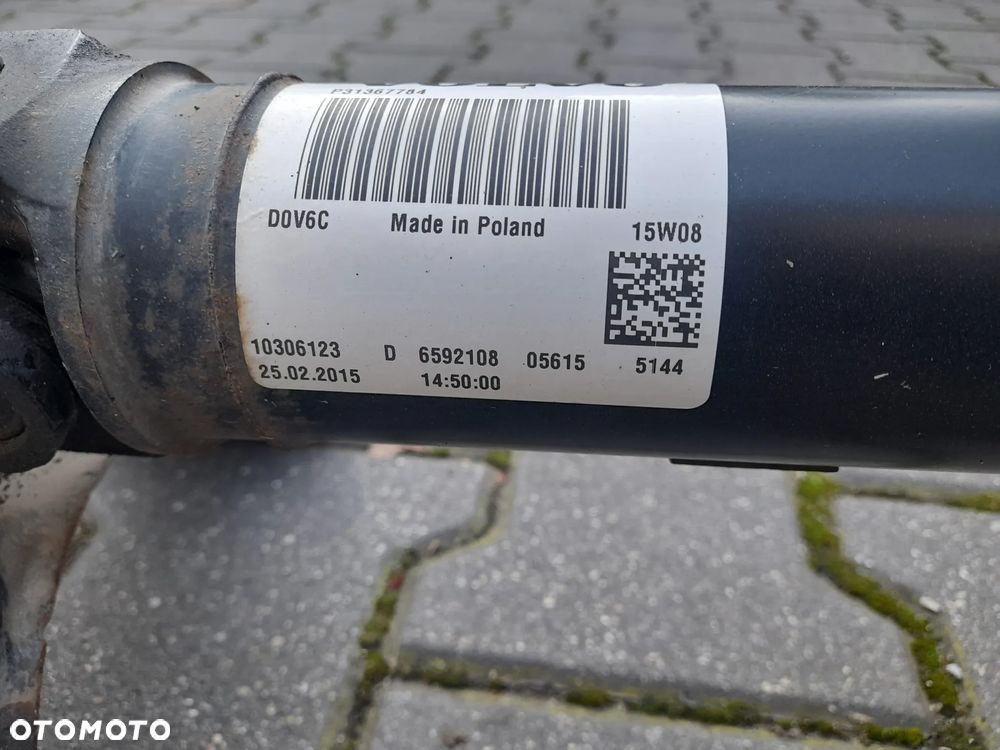 P31367784
D0V6C Made in Poland 15W08
10306123 D 6592108 05615 5144
25.02.2015 14:50:00
OTOMOTO